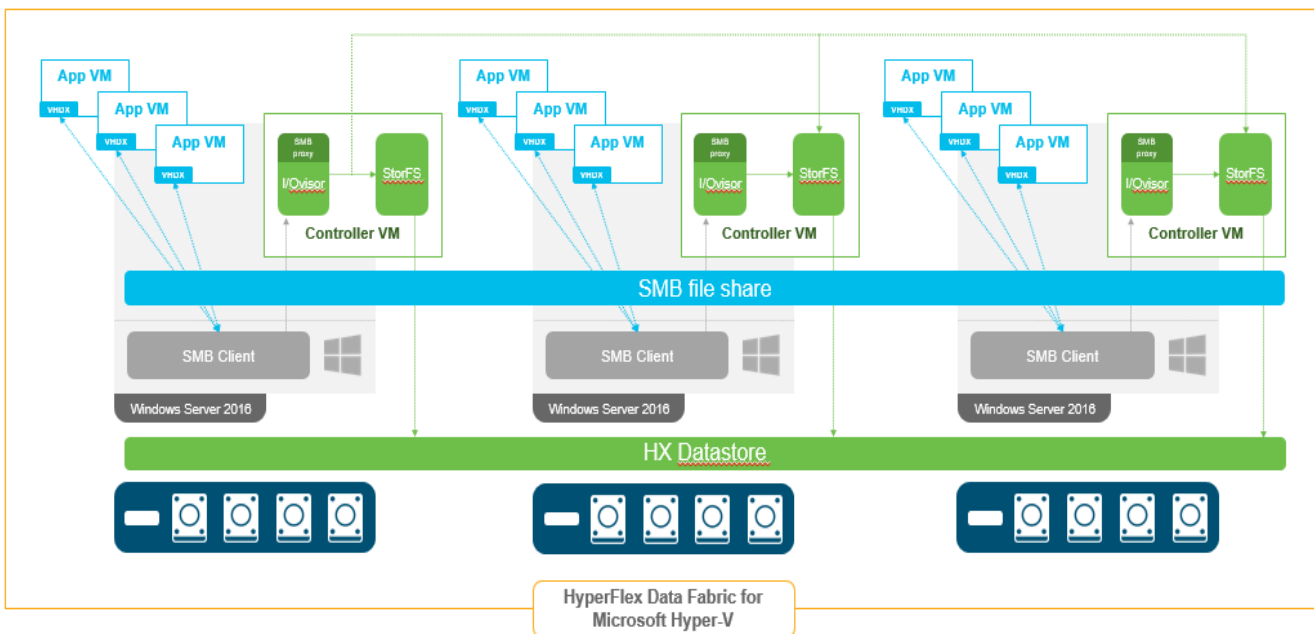 App VM
VHDX
App VM
VHDX
App VM
VHDX
SMB
proxy
I/Ovisor
StorFS
Controller VM
App VM
VHDX
App VM
VHDX
App VM
VHDX
SMB
proxy
I/Ovisor
StorFS
Controller VM
App VM
VHDX
App VM
VHDX
App VM
VHDX
SMB
proxy
I/Ovisor
StorFS
Controller VM
SMB file share
SMB Client
SMB Client
SMB Client
Windows Server 2016
Windows Server 2016
Windows Server 2016
HX Datastore
HyperFlex Data Fabric for
Microsoft Hyper-V